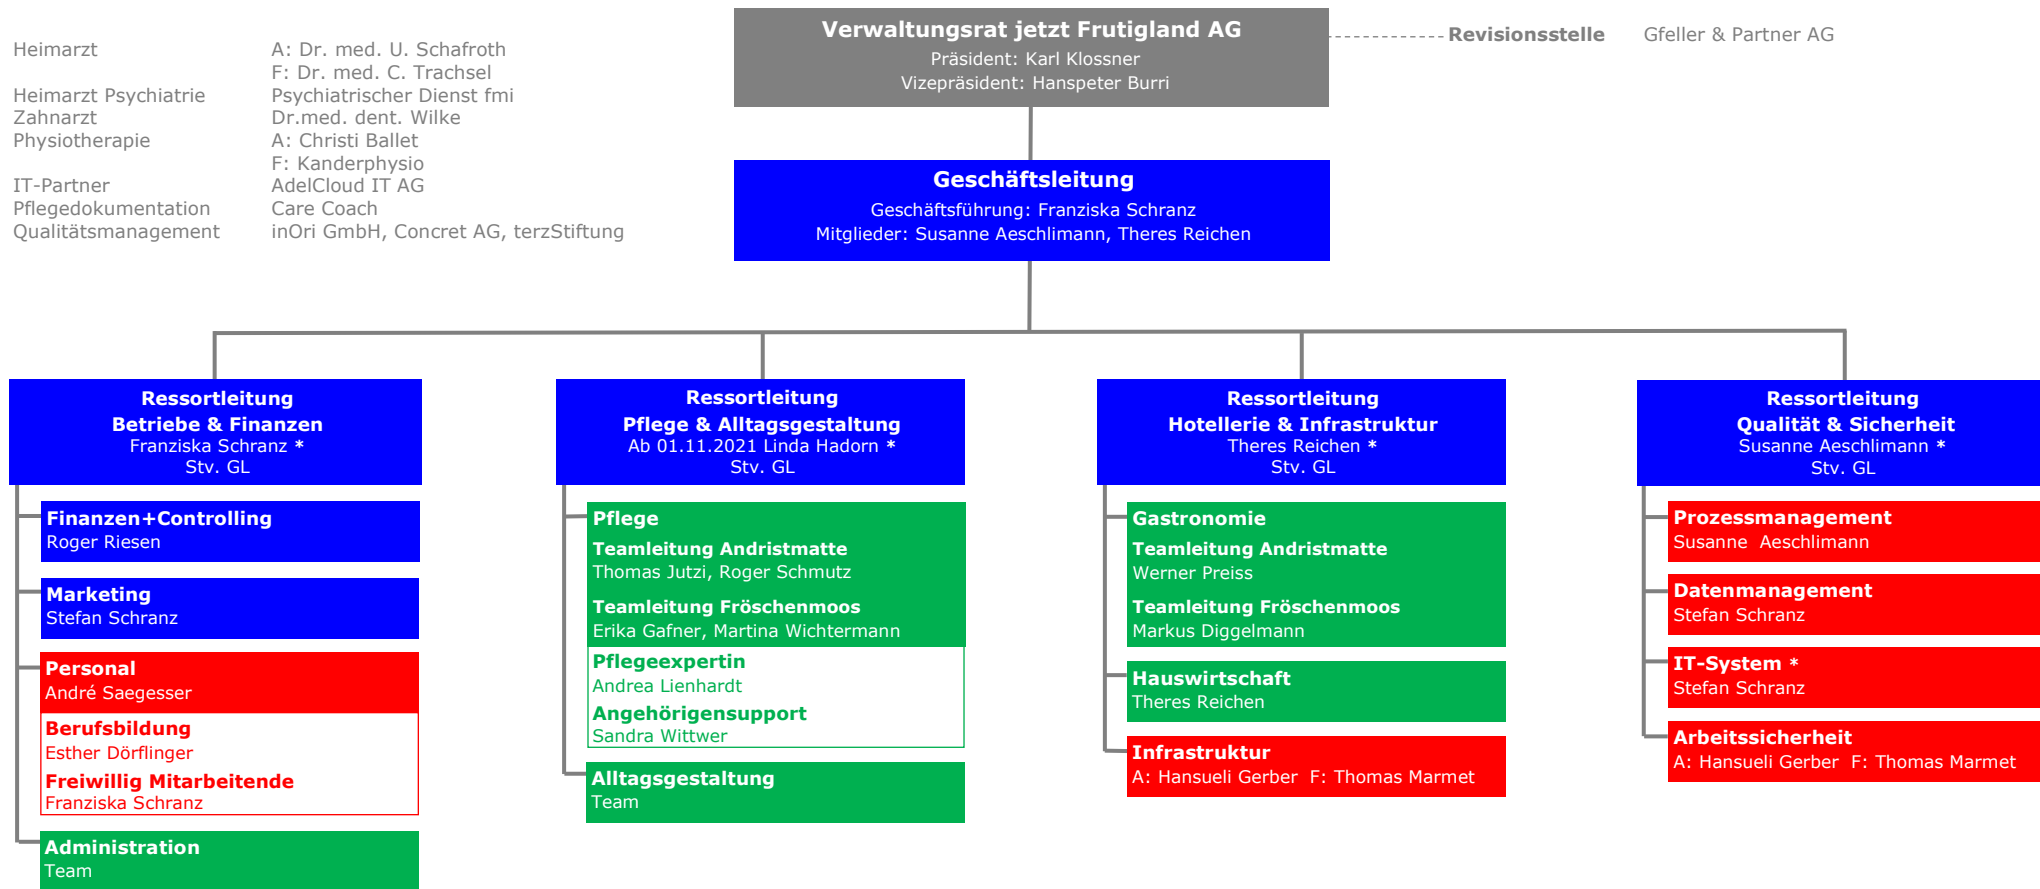 Heimarzt A: Dr. med. U. Schafroth
F: Dr. med. C. Trachsel
Heimarzt Psychiatrie Psychiatrischer Dienst fmi
Zahnarzt Dr.med. dent. Wilke
Physiotherapie A: Christi Ballet
F: Kanderphysio
IT-Partner AdelCloud IT AG
Pflegedokumentation Care Coach
Qualitätsmanagement inOri GmbH, Concret AG, terzStiftung
Verwaltungsrat jetzt Frutigland AG
Präsident: Karl Klossner
Vizepräsident: Hanspeter Burri
Revisionsstelle Gfeller & Partner AG
Geschäftsleitung
Geschäftsführung: Franziska Schranz
Mitglieder: Susanne Aeschlimann, Theres Reichen
Ressortleitung
Betriebe & Finanzen
Franziska Schranz *
Stv. GL
Finanzen+Controlling
Roger Riesen
Marketing
Stefan Schranz
Personal
André Saegesser
Berufsbildung
Esther Dörflinger
Freiwillig Mitarbeitende
Franziska Schranz
Administration
Team
Ressortleitung
Pflege & Alltagsgestaltung
Ab 01.11.2021 Linda Hadorn *
Stv. GL
Pflege
Teamleitung Andristmatte
Thomas Jutzi, Roger Schmutz
Teamleitung Fröschenmoos
Erika Gafner, Martina Wichtermann
Pflegeexpertin
Andrea Lienhardt
Angehörigensupport
Sandra Wittwer
Alltagsgestaltung
Team
Ressortleitung
Hotellerie & Infrastruktur
Theres Reichen *
Stv. GL
Gastronomie
Teamleitung Andristmatte
Werner Preiss
Teamleitung Fröschenmoos
Markus Diggelmann
Hauswirtschaft
Theres Reichen
Infrastruktur
A: Hansueli Gerber F: Thomas Marmet
Ressortleitung
Qualität & Sicherheit
Susanne Aeschlimann *
Stv. GL
Prozessmanagement
Susanne Aeschlimann
Datenmanagement
Stefan Schranz
IT-System *
Stefan Schranz
Arbeitssicherheit
A: Hansueli Gerber F: Thomas Marmet